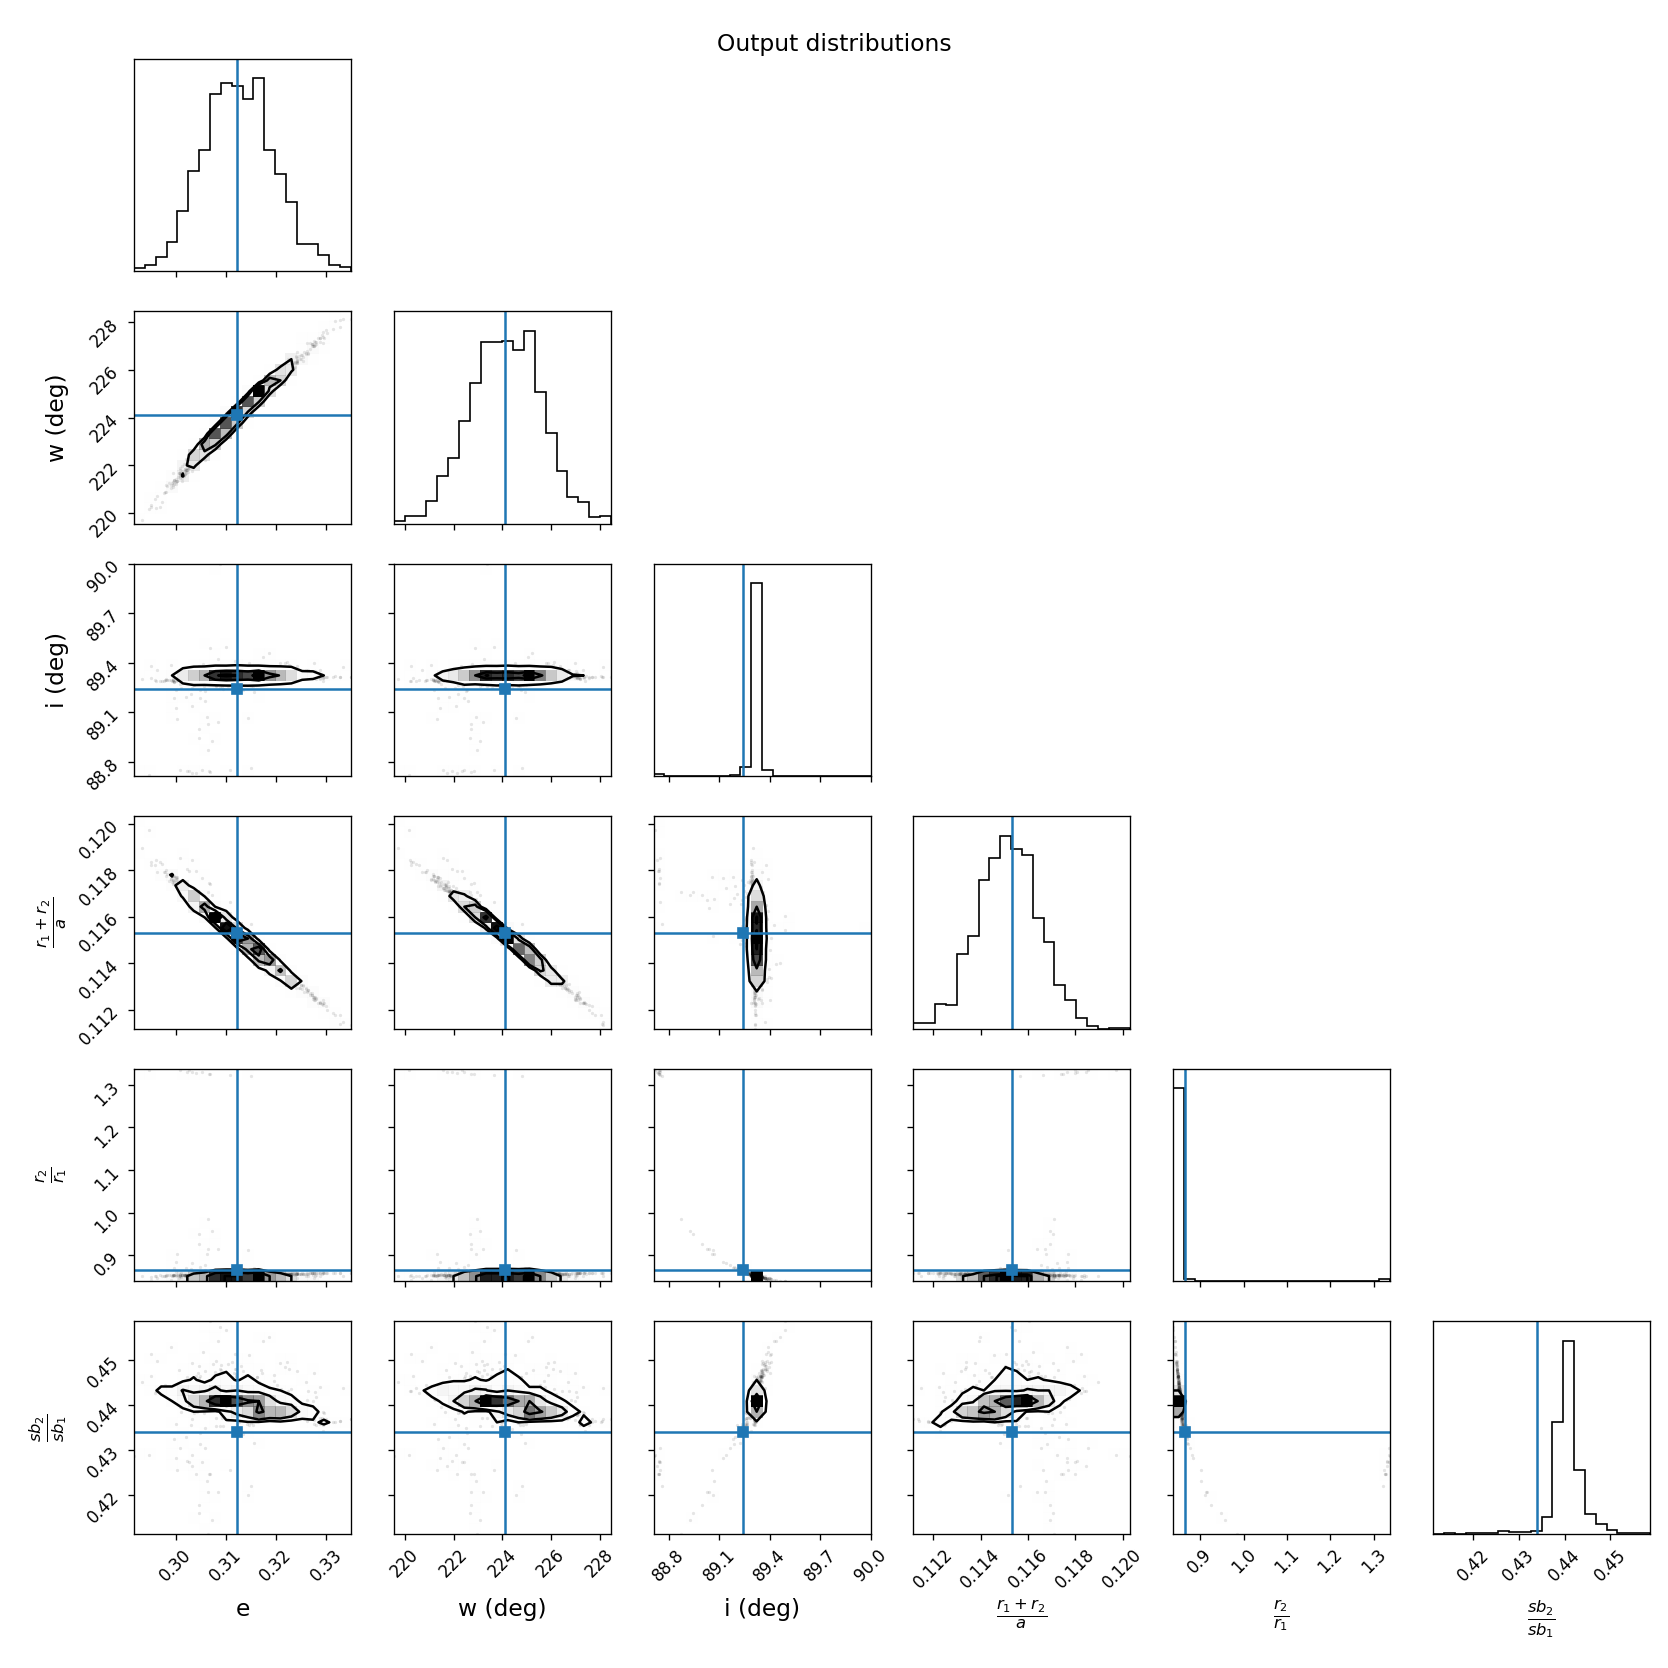 Output distributions
w (deg)
228
226
224
222
220
i (deg)
90.0
89.7
89.4
89.1
88.8
r₁ + r₂
a
0.120
0.118
0.116
0.114
0.112
r₂
r₁
1.3
1.2
1.1
1.0
0.9
sb₂
sb₁
0.45
0.44
0.43
0.42
0.30 0.31 0.32 0.33 220 222 224 226 228 88.8 89.1 89.4 89.7 90.0 0.112 0.114 0.116 0.118 0.120 0.9 1.0 1.1 1.2 1.3 0.42 0.43 0.44 0.45
e w (deg) i (deg) r₁ + r₂ r₂ sb₂
a r₁ sb₁